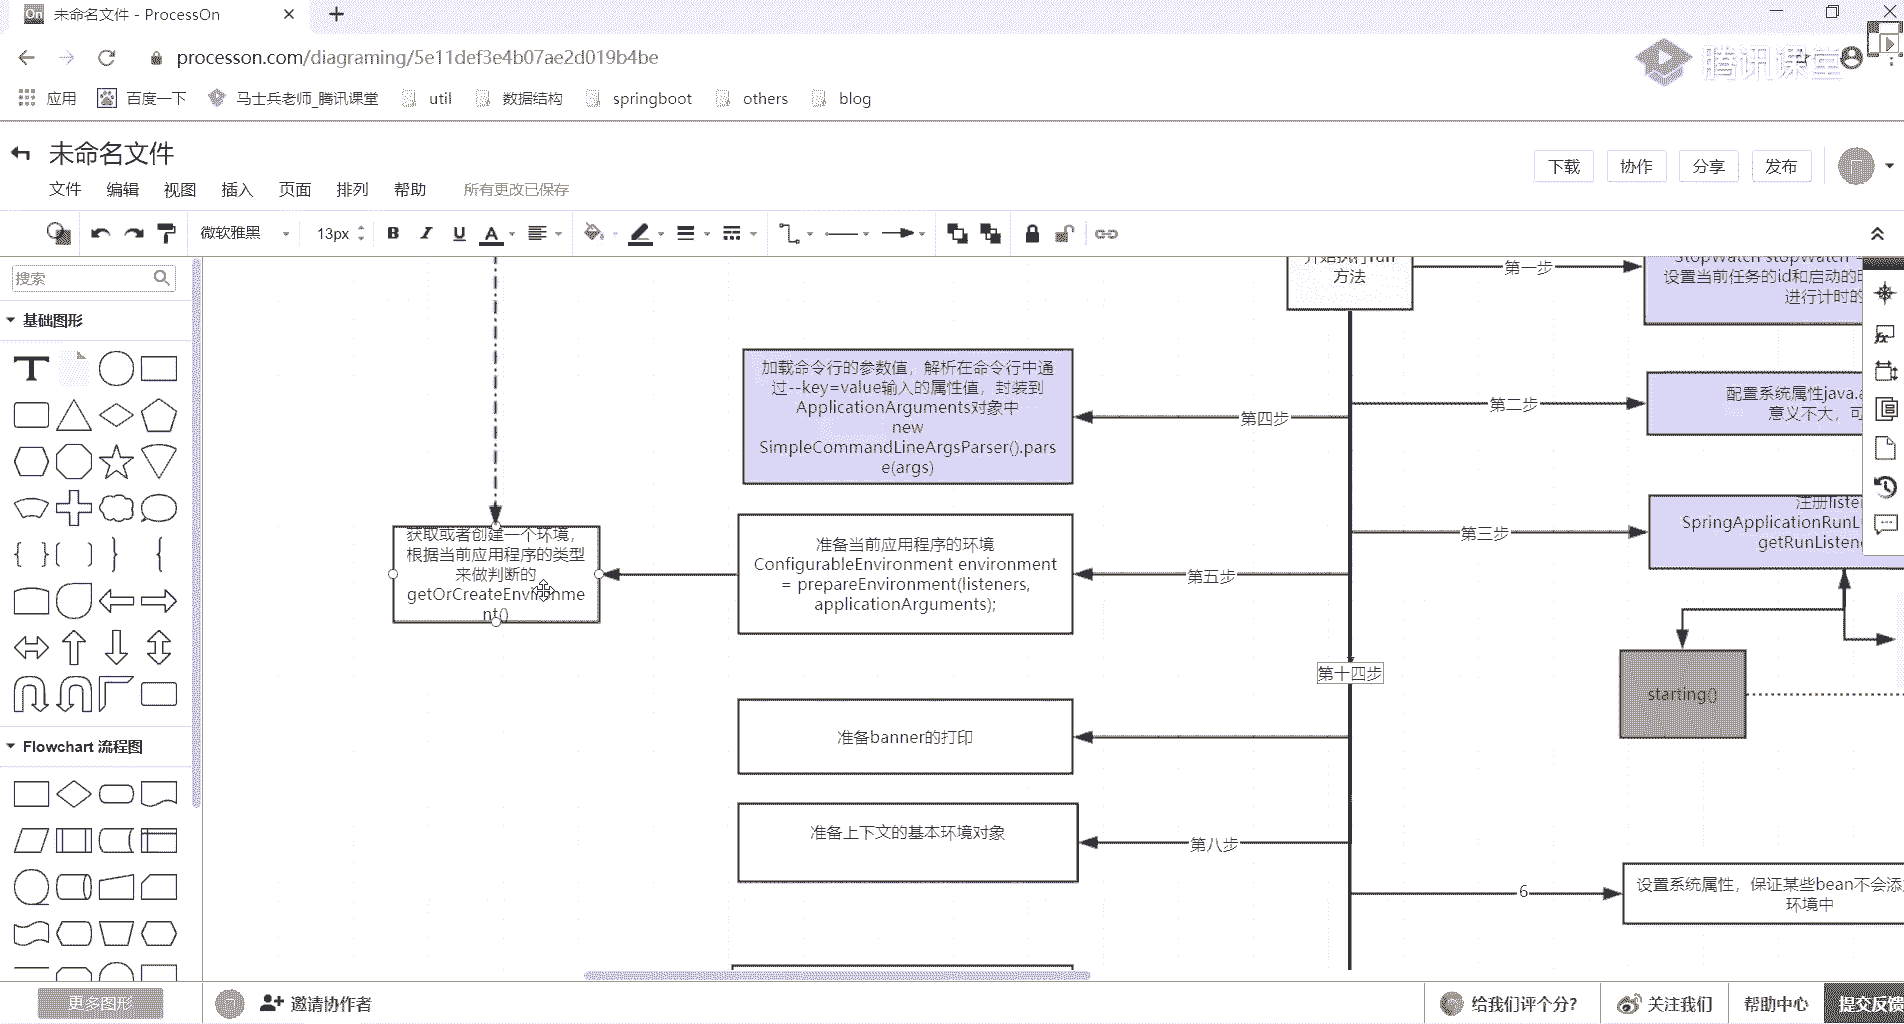 On 未命名文件 - ProcessOn
processon.com/diagraming/5e11def3e4b07ae2d019b4be
腾讯课堂
应用 百度一下 马士兵老师_腾讯课堂 util 数据结构 springboot others blog
未命名文件
文件 编辑 视图 插入 页面 排列 帮助 所有更改已保存
下载 协作 分享 发布
微软雅黑 13px B I U A
搜索
基础图形
T
Flowchart 流程图
更多图形
开始执行run
方法
第一步
StopWatch stopWatch
设置当前任务的id和启动的
进行计时的
加载命令行的参数值，解析在命令行中通
过--key=value输入的属性值，封装到
ApplicationArguments对象中
new
SimpleCommandLineArgsParser().pars
e(args)
第四步
第二步
配置系统属性java.a
意义不大，可
获取或者创建一个环境，
根据当前应用程序的类型
来做判断的
getOrCreateEnvironme
nt()
准备当前应用程序的环境
ConfigurableEnvironment environment
= prepareEnvironment(listeners,
applicationArguments);
第五步
第三步
注册liste
SpringApplicationRunL
getRunListen
第十四步
starting()
准备banner的打印
准备上下文的基本环境对象
第八步
6
设置系统属性，保证某些bean不会添
环境中
邀请协作者
给我们评个分?
关注我们
帮助中心
提交反馈